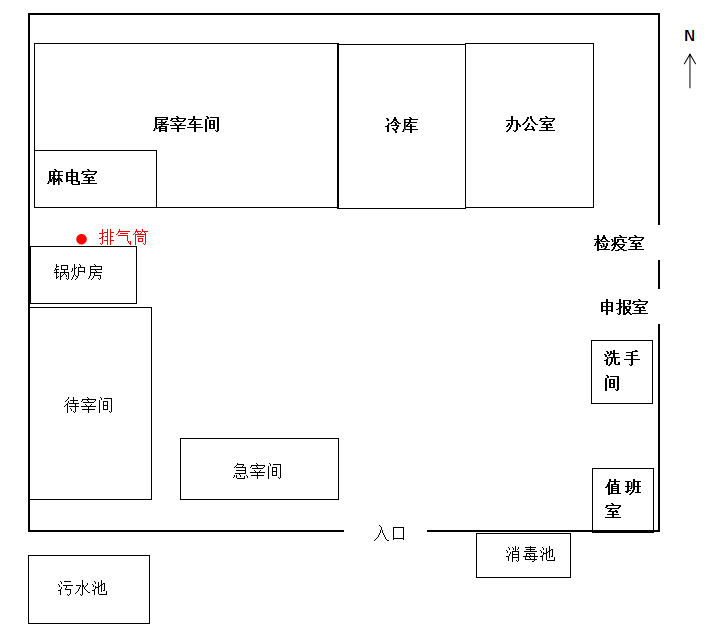 N
屠宰车间
冷库
办公室
麻电室
排气筒
检疫室
锅炉房
申报室
洗手
间
待宰间
急宰间
值班
室
入口
消毒池
污水池